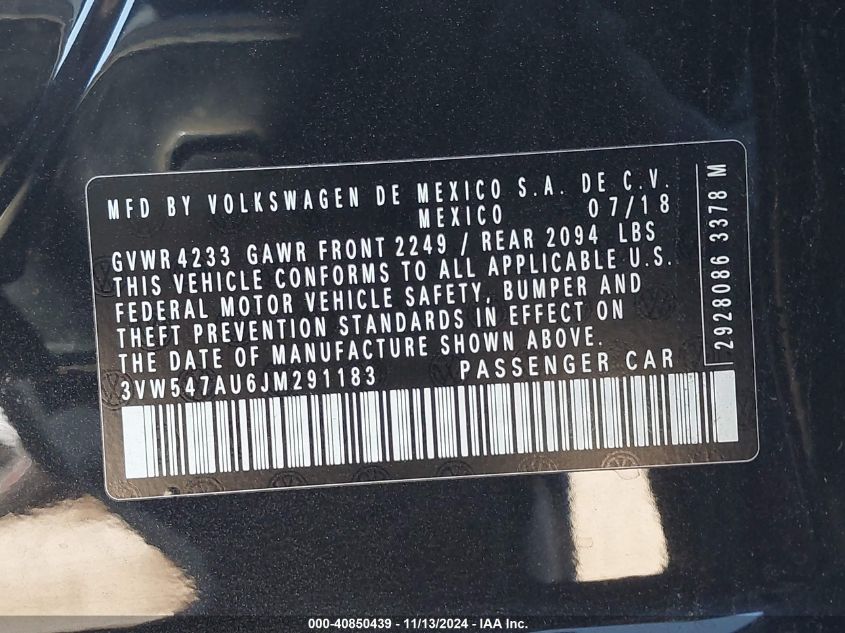 MFD BY VOLKSWAGEN DE MEXICO S.A. DE C.V.
MEXICO 07/18
GVWR 4233 GAWR FRONT 2249 / REAR 2094 LBS
THIS VEHICLE CONFORMS TO ALL APPLICABLE U.S.
FEDERAL MOTOR VEHICLE SAFETY, BUMPER AND
THEFT PREVENTION STANDARDS IN EFFECT ON
THE DATE OF MANUFACTURE SHOWN ABOVE.
3VW547AU6JM291183 PASSENGER CAR
2928086 3378 M
000-40850439 - 11/13/2024 - IAA Inc.